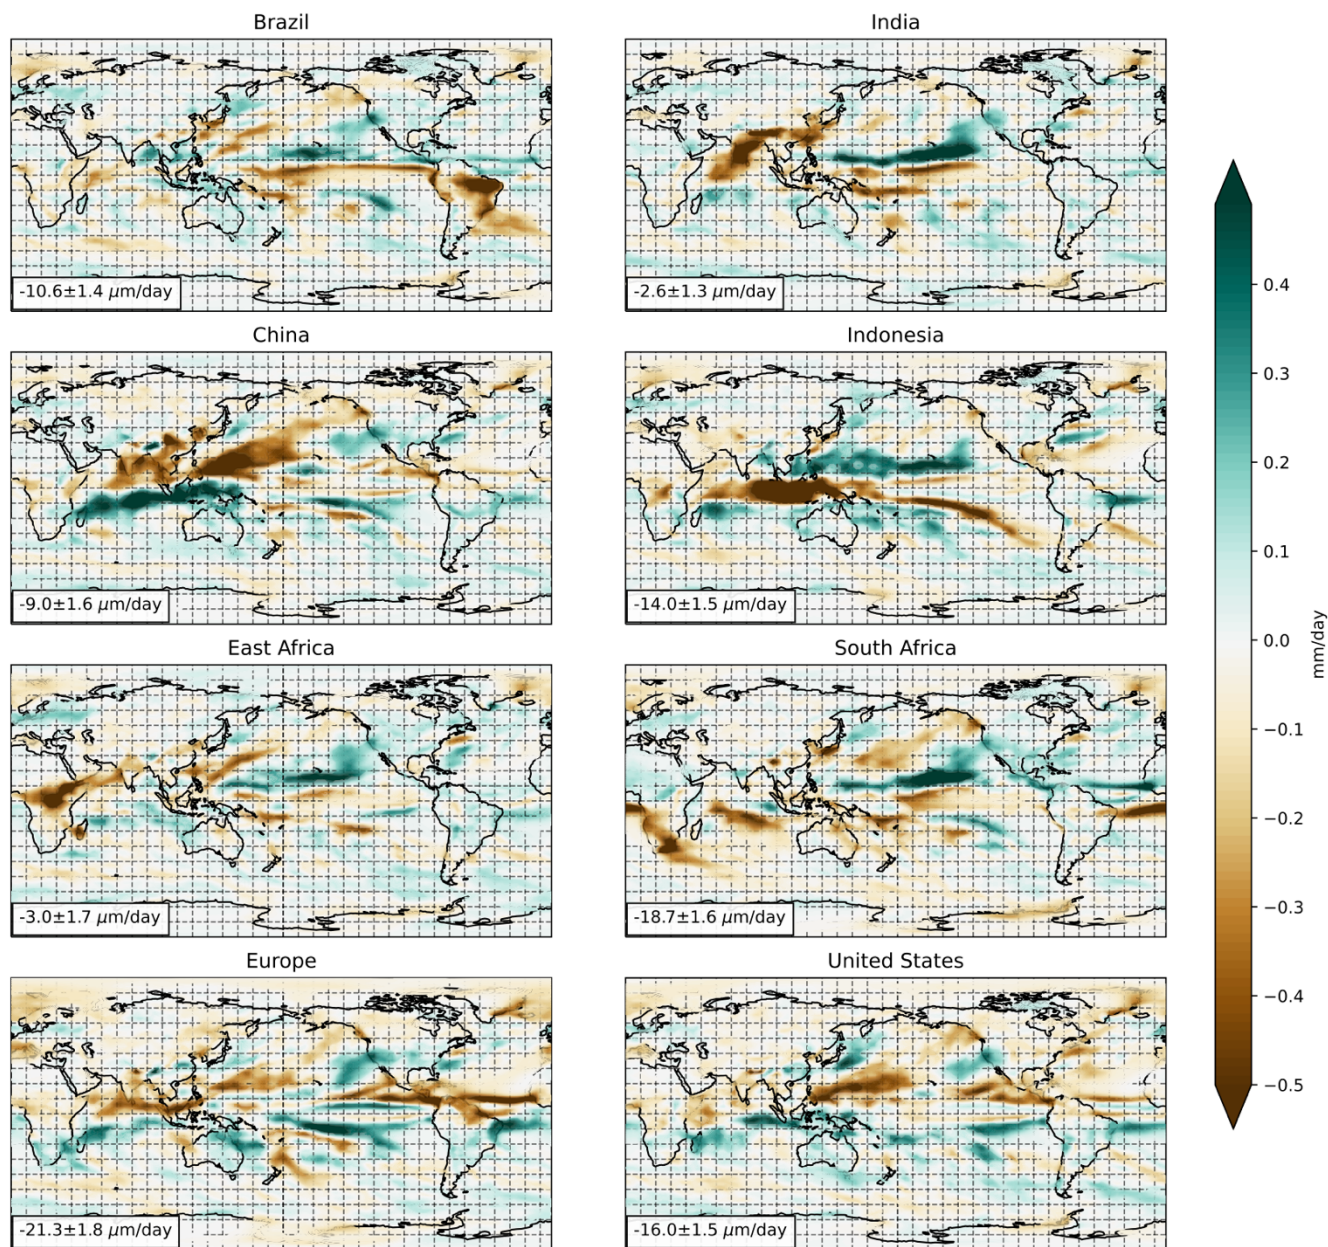 Brazil
India
-10.6±1.4 μm/day
-2.6±1.3 μm/day
China
Indonesia
-9.0±1.6 μm/day
-14.0±1.5 μm/day
East Africa
South Africa
-3.0±1.7 μm/day
-18.7±1.6 μm/day
Europe
United States
-21.3±1.8 μm/day
-16.0±1.5 μm/day
0.4
0.3
0.2
0.1
0.0
−0.1
−0.2
−0.3
−0.4
−0.5
mm/day